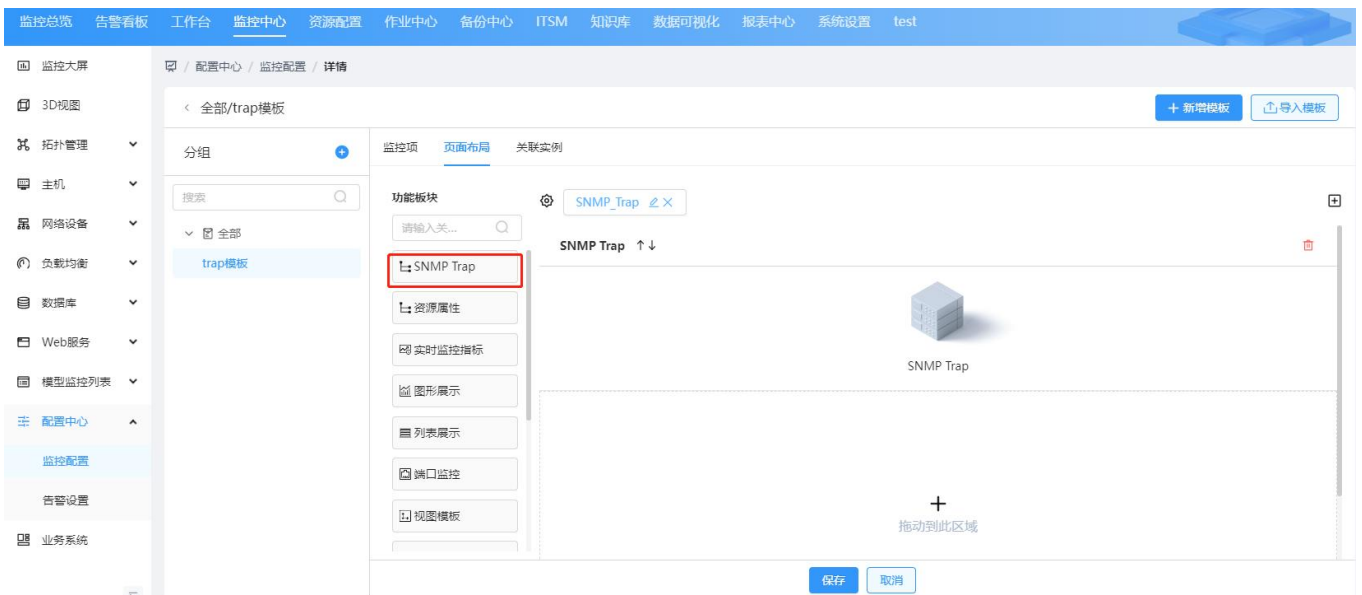 监控总览 告警看板 工作台 监控中心 资源配置 作业中心 备份中心 ITSM 知识库 数据可视化 报表中心 系统设置 test
监控大屏
3D视图
拓扑管理
主机
网络设备
负载均衡
数据库
Web服务
模型监控列表
配置中心
监控配置
告警设置
业务系统
/ 配置中心 / 监控配置 / 详情
全部/trap模板
新增模板 导入模板
分组
搜索
全部
trap模板
监控项 页面布局 关联实例
功能板块
请输入关...
SNMP Trap
资源属性
实时监控指标
图形展示
列表展示
端口监控
视图模板
SNMP_Trap
SNMP Trap
SNMP Trap
拖动到此区域
保存 取消